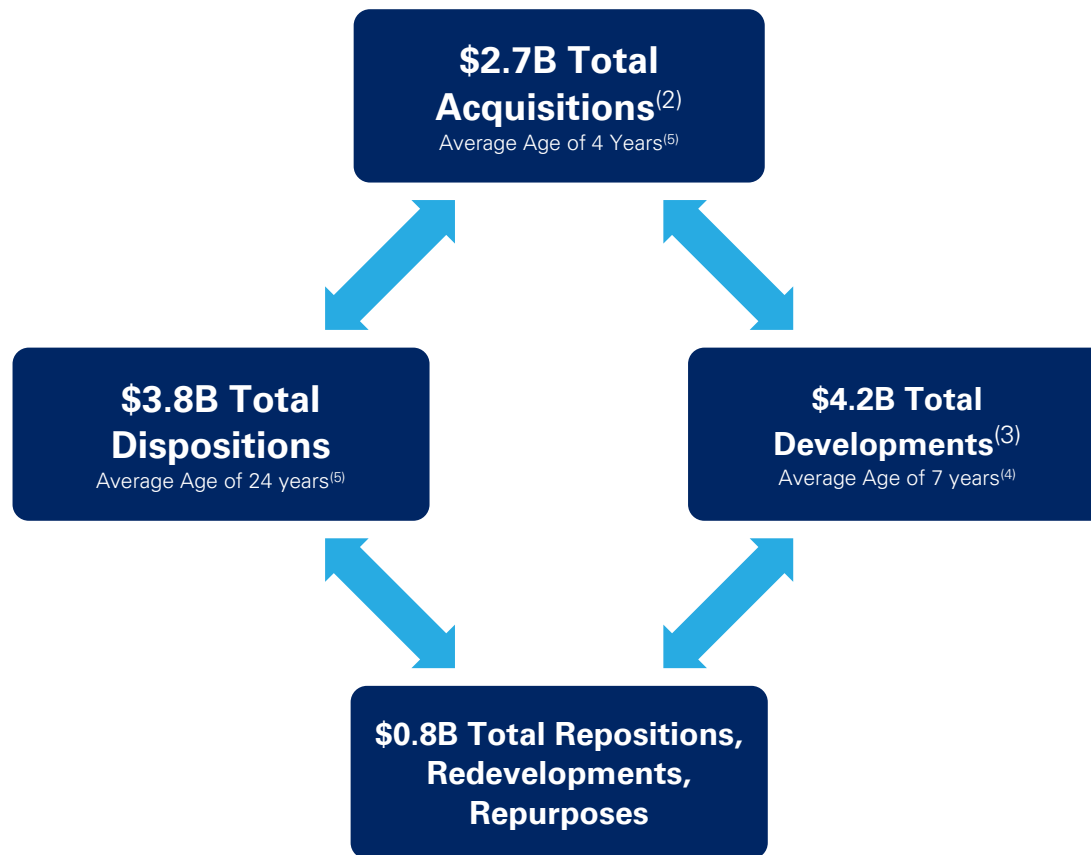 $2.7B Total
Acquisitions(2)
Average Age of 4 Years(5)
$3.8B Total
Dispositions
Average Age of 24 years(5)
$4.2B Total
Developments(3)
Average Age of 7 years(4)
$0.8B Total Repositions,
Redevelopments,
Repurposes